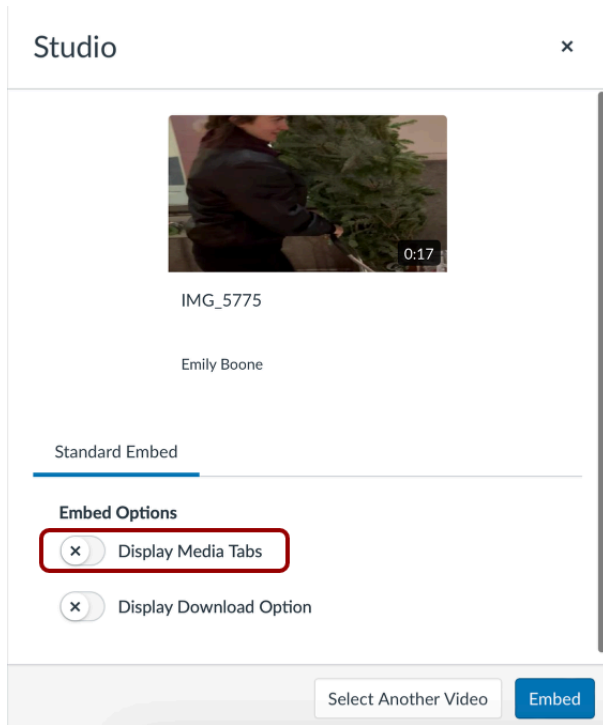 Studio
0:17
IMG_5775
Emily Boone
Standard Embed
Embed Options
Display Media Tabs
Display Download Option
Select Another Video
Embed